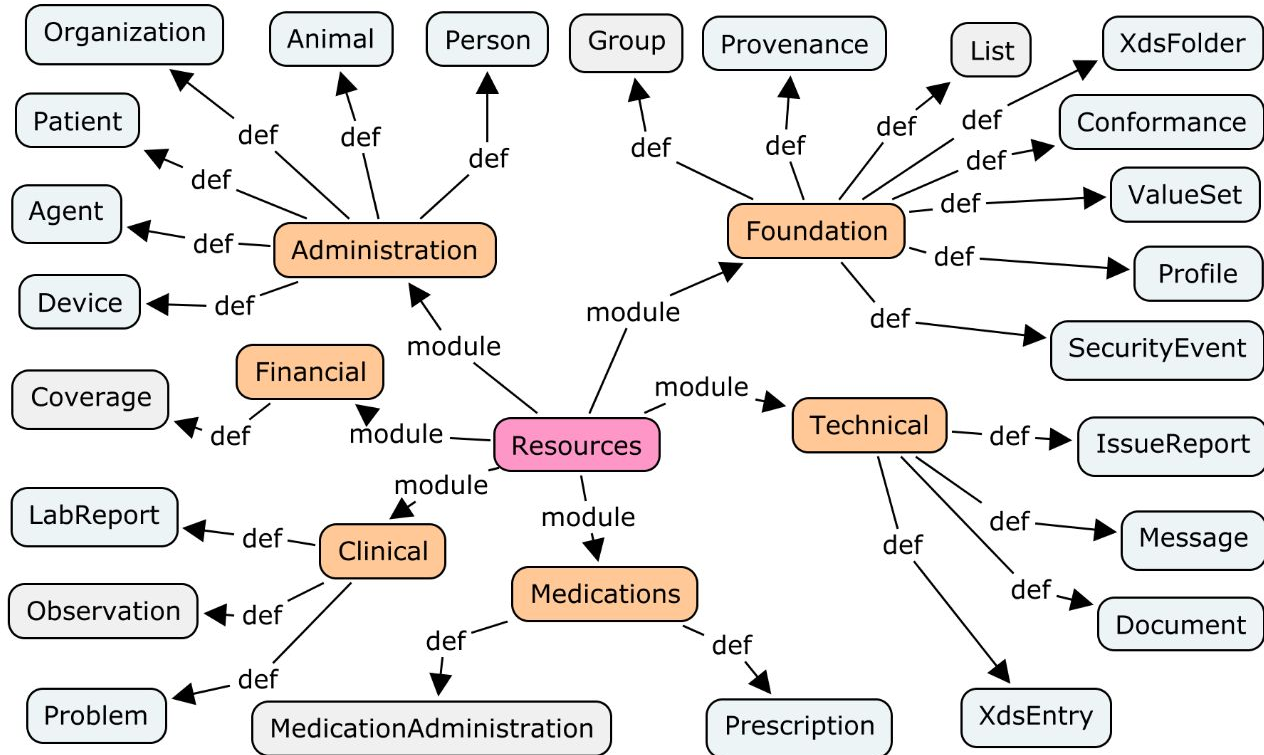 Organization
Animal
Person
Group
Provenance
List
XdsFolder
Patient
def
def
def
def
def
def
def
Conformance
def
def
Agent
def
def
ValueSet
Administration
Foundation
def
Profile
Device
def
module
def
SecurityEvent
module
Financial
Coverage
def
module
module
Technical
Resources
def
IssueReport
module
LabReport
def
Clinical
module
def
Message
def
Observation
def
Medications
def
Document
def
def
def
Problem
MedicationAdministration
Prescription
XdsEntry